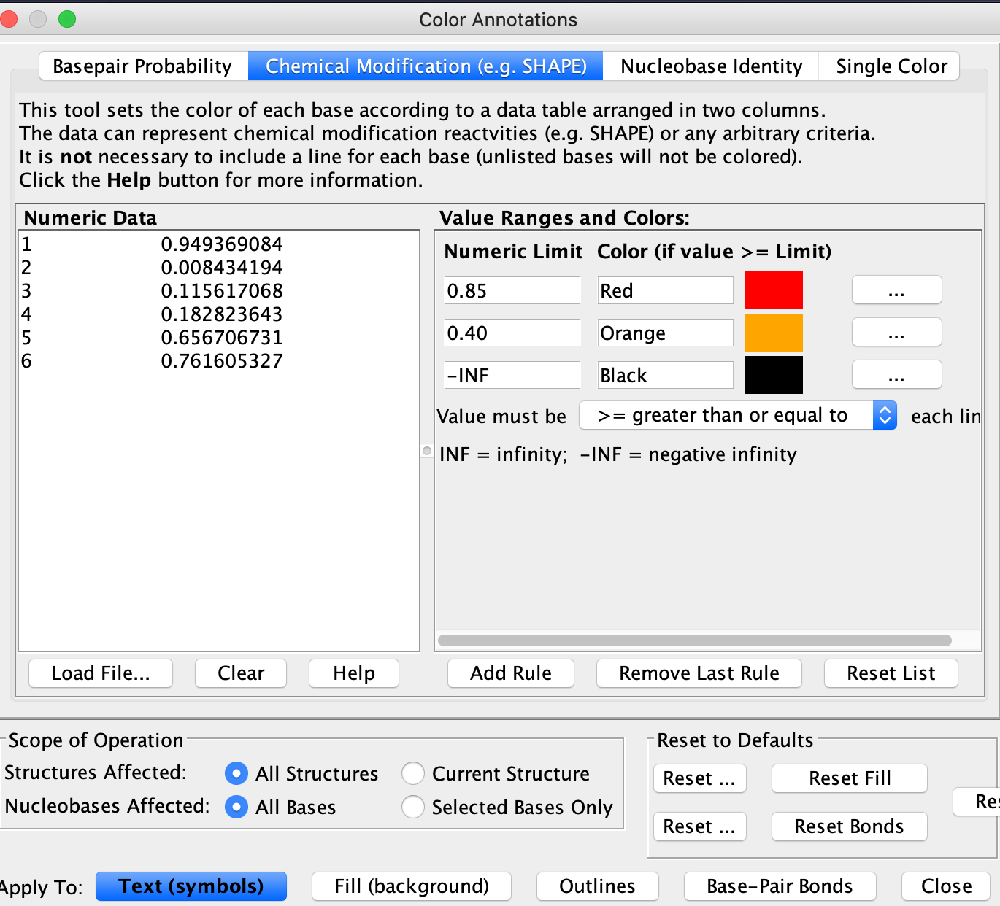 Color Annotations
Basepair Probability Chemical Modification (e.g. SHAPE) Nucleobase Identity Single Color
This tool sets the color of each base according to a data table arranged in two columns.
The data can represent chemical modification reactvities (e.g. SHAPE) or any arbitrary criteria.
It is not necessary to include a line for each base (unlisted bases will not be colored).
Click the Help button for more information.
Numeric Data
1 0.949369084
2 0.008434194
3 0.115617068
4 0.182823643
5 0.656706731
6 0.761605327
Load File... Clear Help
Value Ranges and Colors:
Numeric Limit Color (if value >= Limit)
0.85 Red ...
0.40 Orange ...
-INF Black ...
Value must be >= greater than or equal to each lim
INF = infinity; -INF = negative infinity
Add Rule Remove Last Rule Reset List
Scope of Operation
Structures Affected: All Structures Current Structure
Nucleobases Affected: All Bases Selected Bases Only
Reset to Defaults
Reset ... Reset Fill
Res
Reset ... Reset Bonds
Apply To: Text (symbols) Fill (background) Outlines Base-Pair Bonds Close